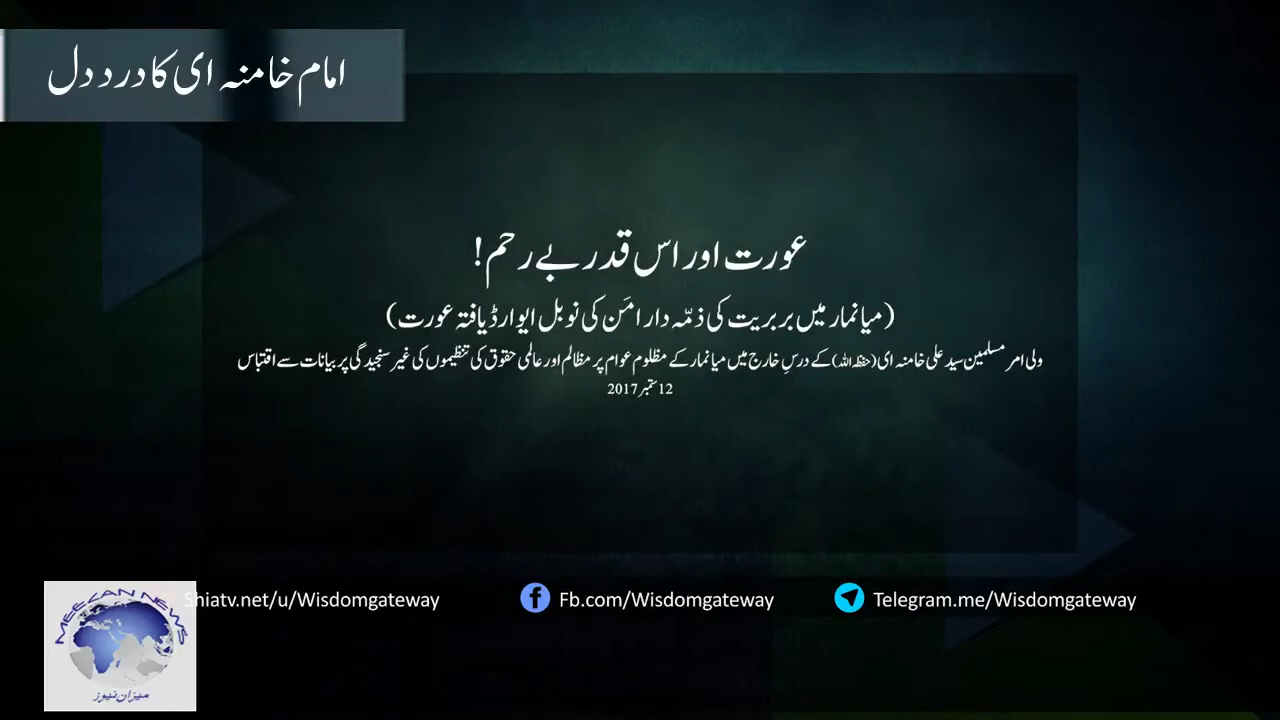 امام خامنہ ای کا درد دل
عورت اور اس قدر بے رحم!
(میانمار میں بربریت کی ذمّہ دار امَن کی نوبل ایوارڈ یافتہ عورت)
ولی امر مسلمین سید علی خامنہ ای (حفظہ اللہ) کے درسِ خارج میں میانمار کے مظلوم عوام پر مظالم اور عالمی حقوق کی تنظیموں کی غیر سنجیدگی پر بیانات سے اقتباس
12 ستمبر 2017
Shiatv.net/u/Wisdomgateway
Fb.com/Wisdomgateway
Telegram.me/Wisdomgateway
MEEZAN NEWS
میزان نیوز